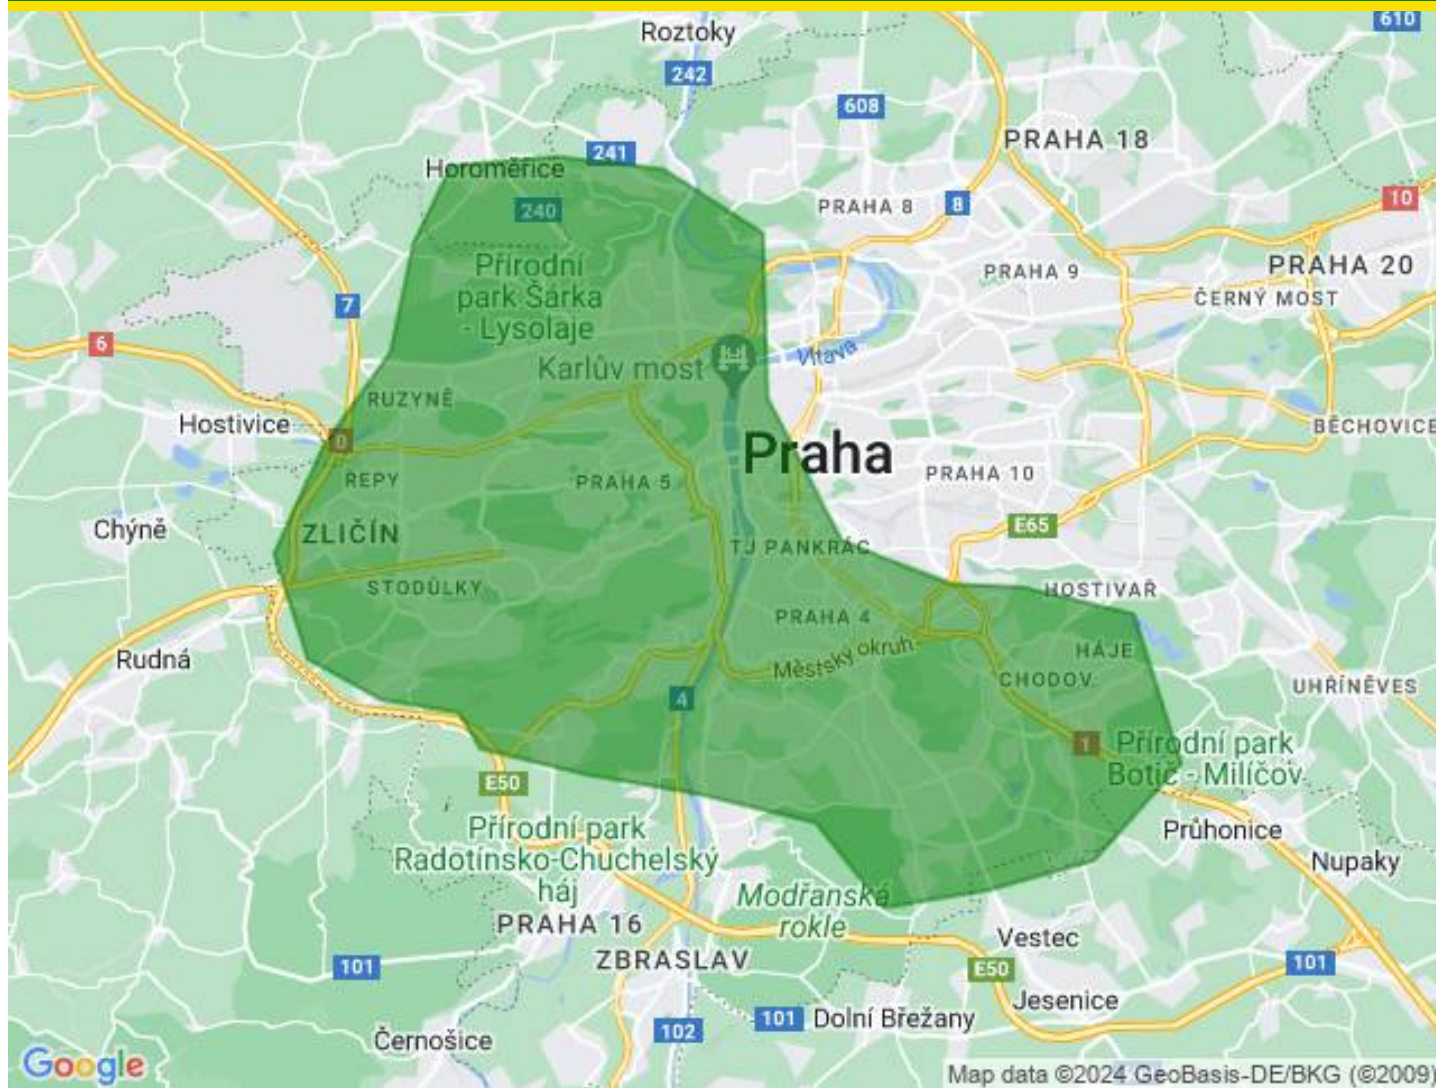 610
Roztoky
242
608
PRAHA 18
241
Horoměřice
10
240
PRAHA 8
8
Přírodní
park Šárka
- Lysolaje
PRAHA 9
PRAHA 20
ČERNÝ MOST
7
6
Vltava
Karlův most
RUZYNĚ
Hostivice
0
BĚCHOVICE
Praha
ŘEPY
PRAHA 5
PRAHA 10
Chýně
ZLIČÍN
E65
TJ PANKRÁC
STODŮLKY
HOSTIVAŘ
PRAHA 4
Rudná
Městský okruh
HÁJE
CHODOV
UHŘÍNĚVES
4
1
Přírodní park
Botič - Milíčov
E50
Přírodní park
Radotínsko-Chuchelský
háj
Průhonice
Nupaky
Modřanská
rokle
PRAHA 16
Vestec
ZBRASLAV
101
E50
101
Jesenice
101
Dolní Břežany
102
Černošice
Google
Map data ©2024 GeoBasis-DE/BKG (©2009)